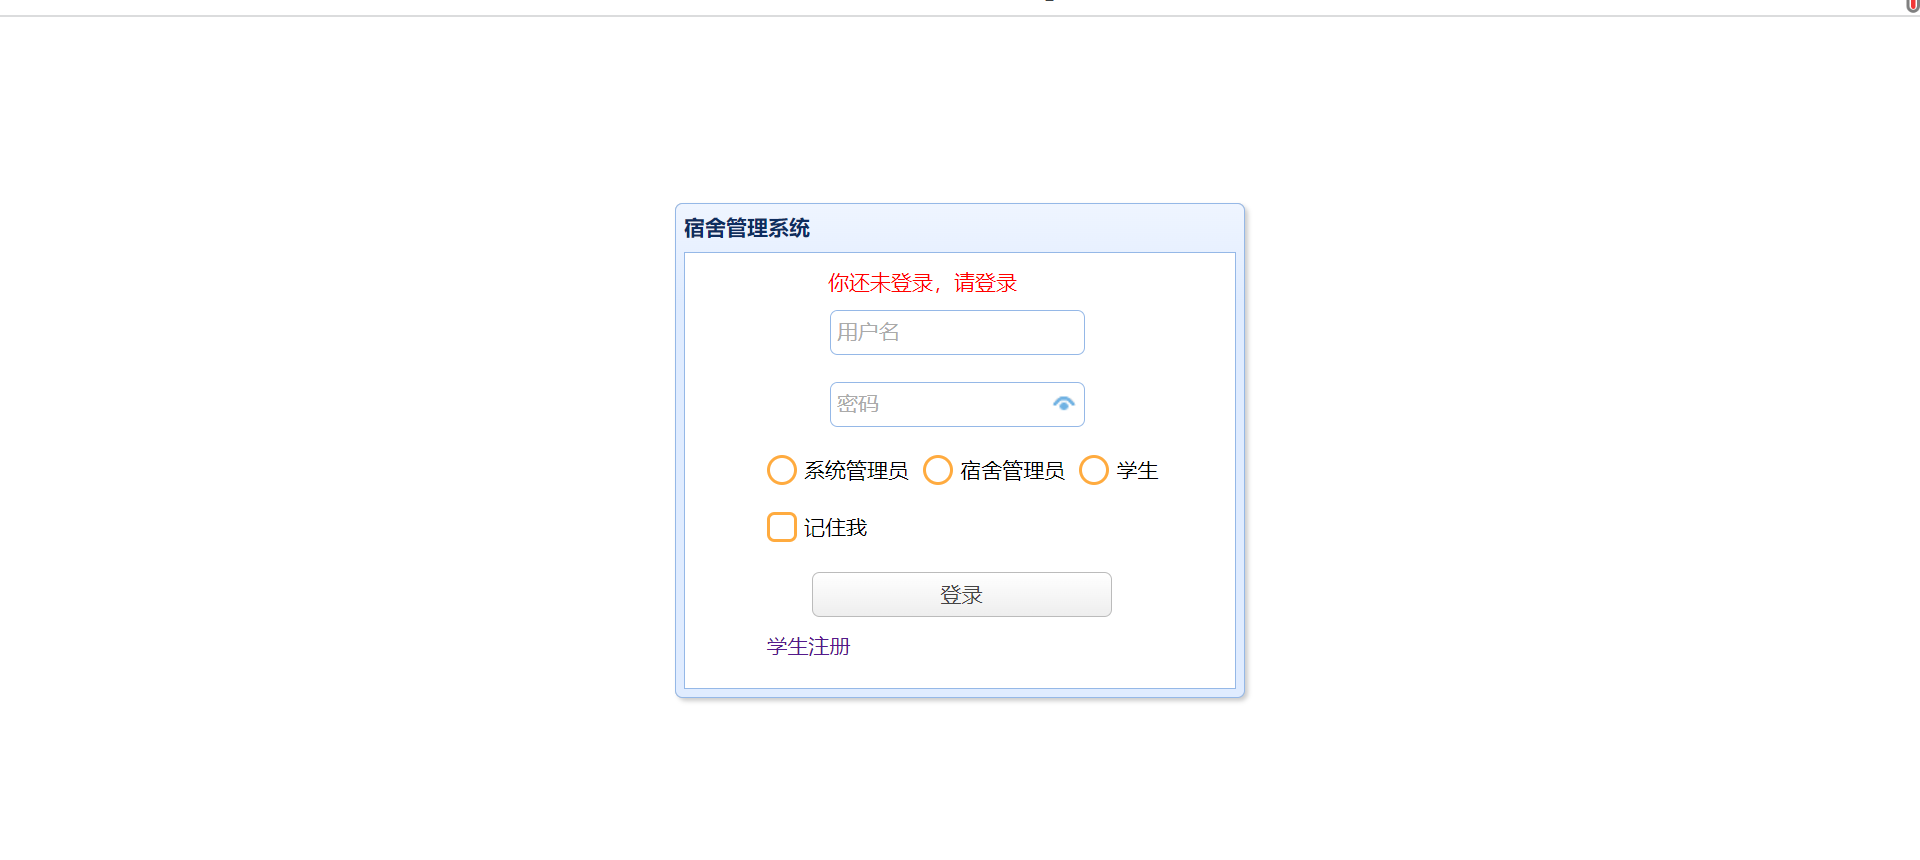 宿舍管理系统
你还未登录，请登录
用户名
密码
系统管理员 宿舍管理员 学生
记住我
登录
学生注册